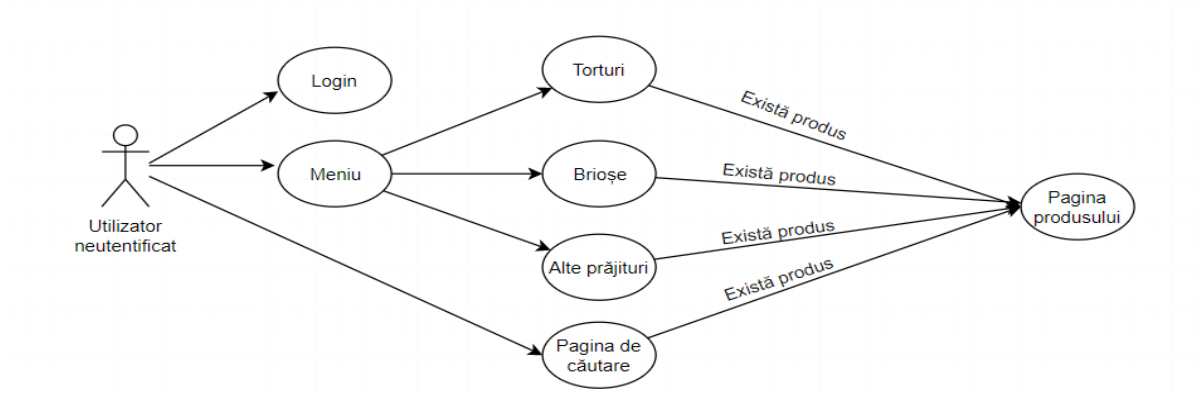 Login
Torturi
Există produs
Meniu
Brioșe
Există produs
Pagina
produsului
Utilizator
neutentificat
Există produs
Alte prăjituri
Există produs
Pagina de
căutare